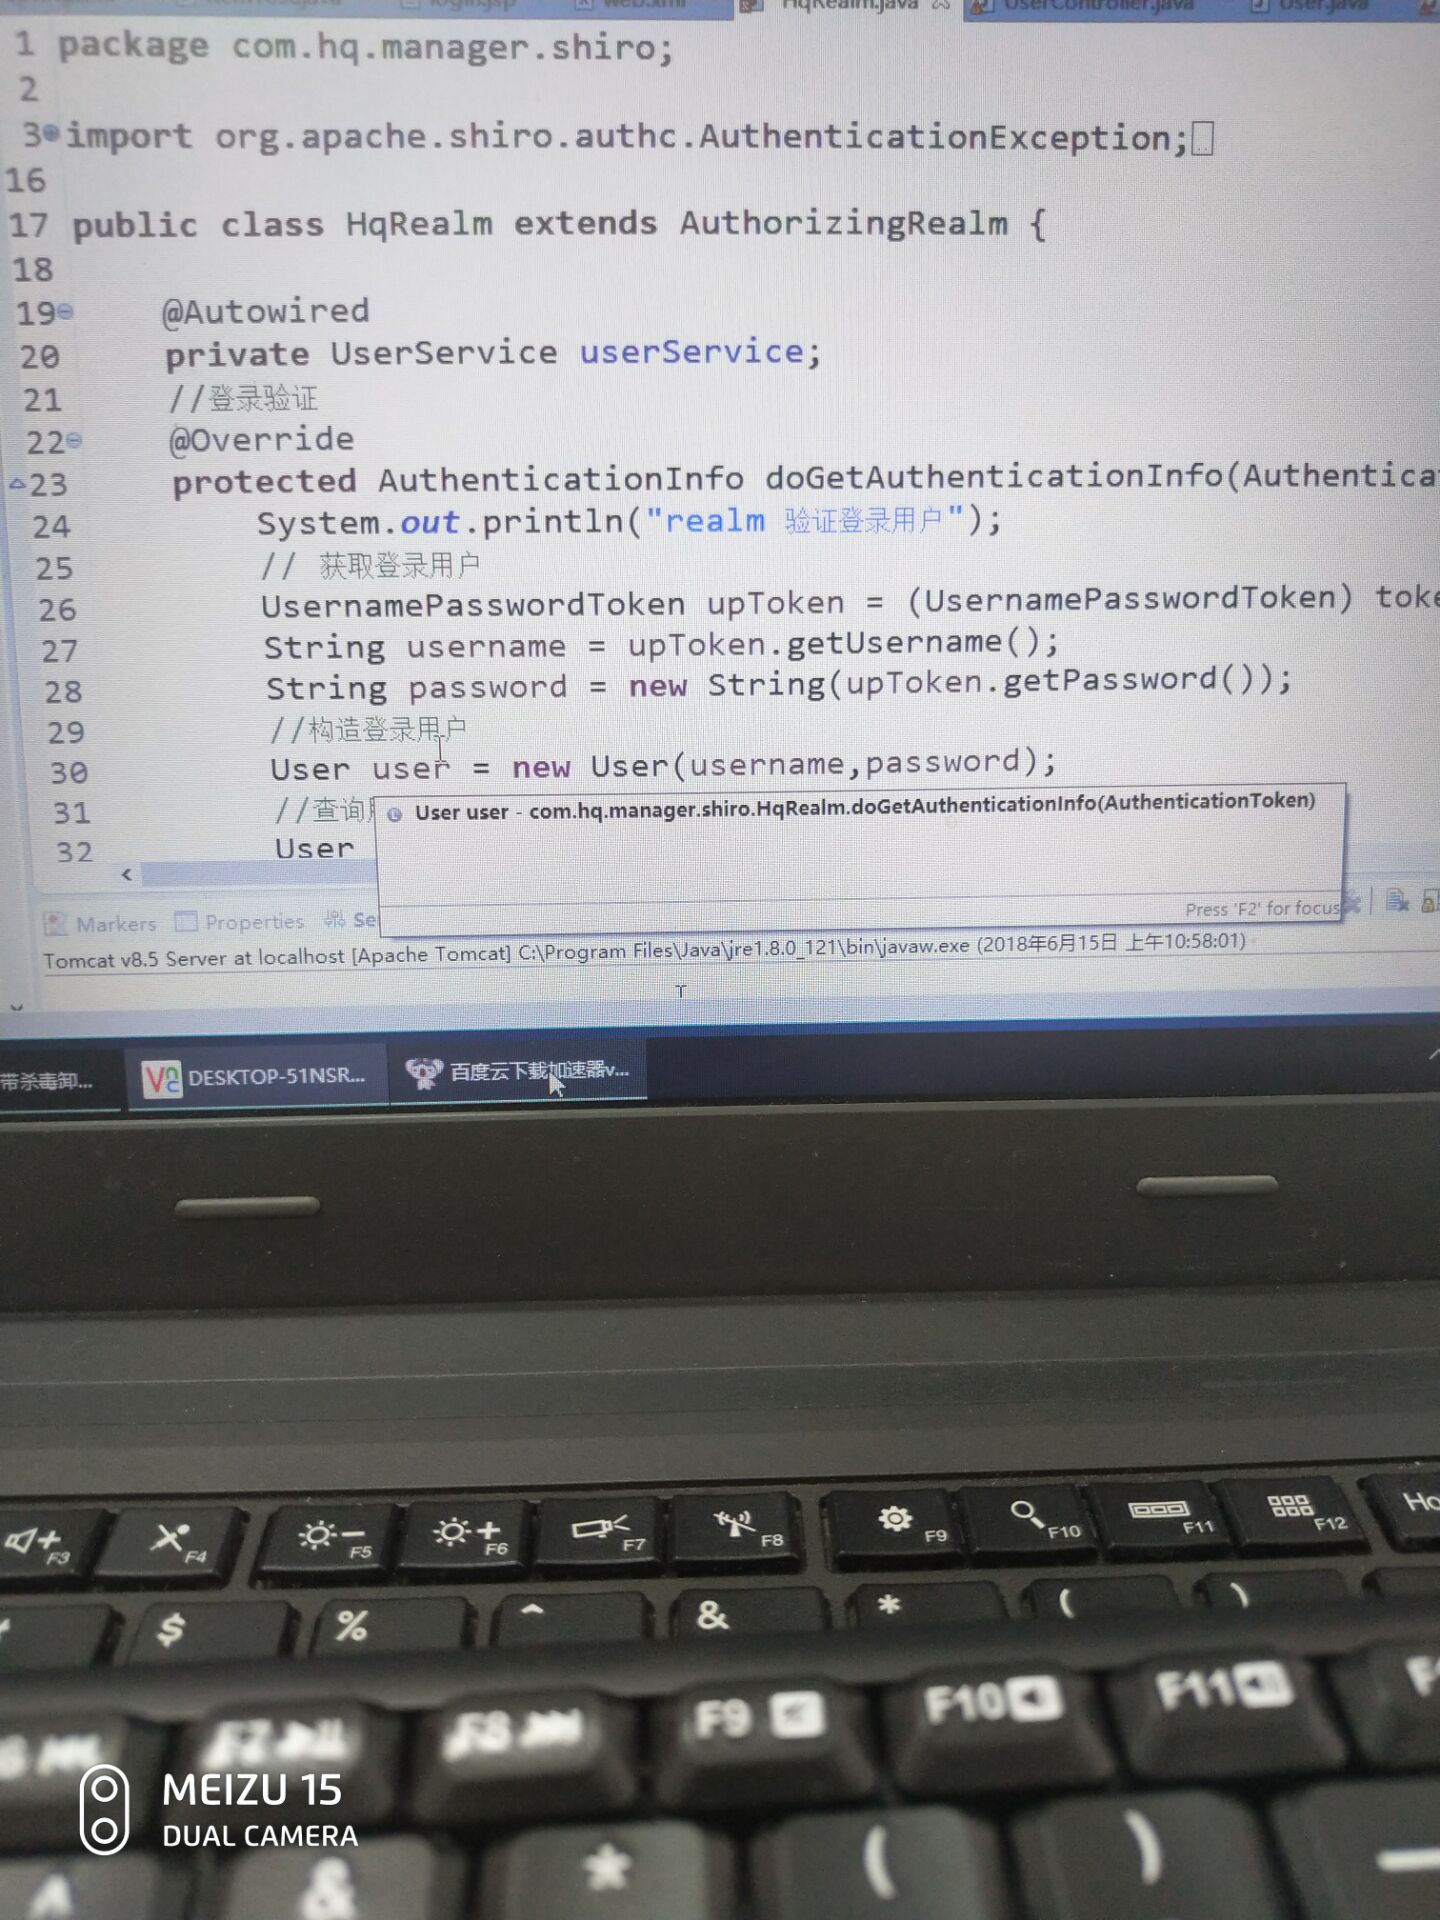 web.xml
HqRealm.java
UserController.java
User.java
1 package com.hq.manager.shiro;
2
3 import org.apache.shiro.authc.AuthenticationException;
16
17 public class HqRealm extends AuthorizingRealm {
18
19 @Autowired
20 private UserService userService;
21 //登录验证
22 @Override
23 protected AuthenticationInfo doGetAuthenticationInfo(Authentica
24 System.out.println("realm 验证登录用户");
25 // 获取登录用户
26 UsernamePasswordToken upToken = (UsernamePasswordToken) toke
27 String username = upToken.getUsername();
28 String password = new String(upToken.getPassword());
29 //构造登录用户
30 User user = new User(username,password);
31 //查询
User user - com.hq.manager.shiro.HqRealm.doGetAuthenticationInfo(AuthenticationToken)
32 User
Press 'F2' for focus
Markers Properties Se
Tomcat v8.5 Server at localhost [Apache Tomcat] C:\Program Files\Java\jre1.8.0_121\bin\javaw.exe (2018年6月15日 上午10:58:01)
带杀毒卸... DESKTOP-51NSR... 百度云下载加速器v...
F3 F4 F5 F6 F7 F8 F9 F10 F11 F12 Ho
$ % ^ & * ( )
F7 F8 F9 F10 F11
MEIZU 15
DUAL CAMERA
^ & * ( )